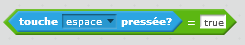 touche espace pressée? = true